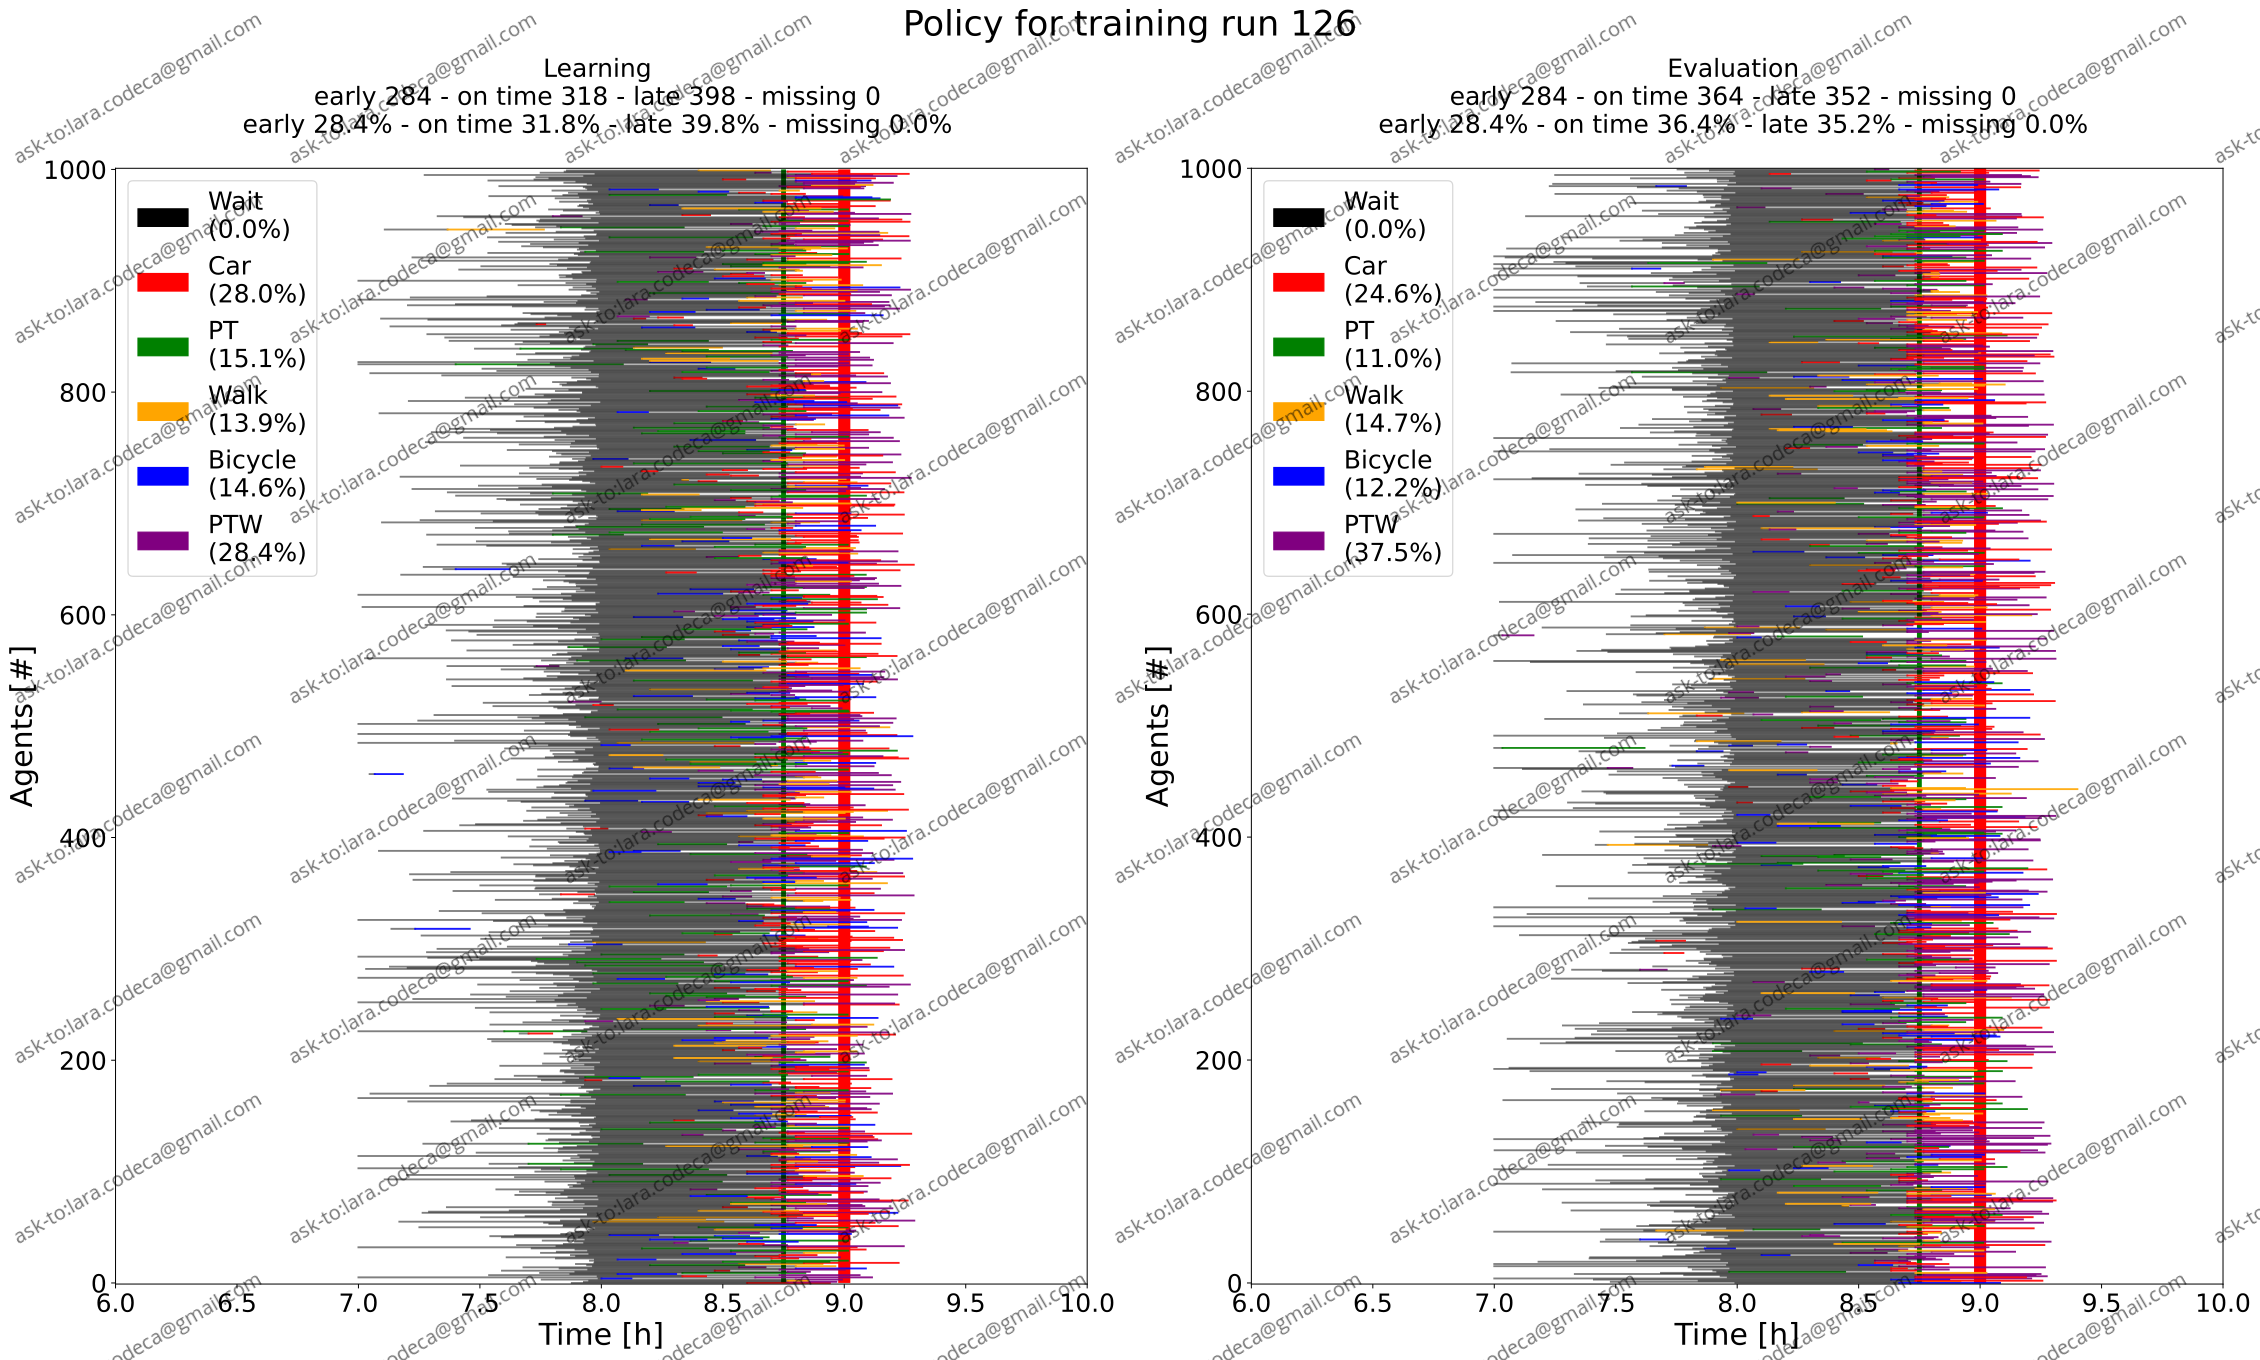 Policy for training run 126
Learning
early 284 - on time 318 - late 398 - missing 0
early 28.4% - on time 31.8% - late 39.8% - missing 0.0%
1000
800
600
400
200
0
Agents [#]
Wait
(0.0%)
Car
(28.0%)
PT
(15.1%)
Walk
(13.9%)
Bicycle
(14.6%)
PTW
(28.4%)
6.0 6.5 7.0 7.5 8.0 8.5 9.0 9.5 10.0
Time [h]
Evaluation
early 284 - on time 364 - late 352 - missing 0
early 28.4% - on time 36.4% - late 35.2% - missing 0.0%
1000
800
600
400
200
0
Agents [#]
Wait
(0.0%)
Car
(24.6%)
PT
(11.0%)
Walk
(14.7%)
Bicycle
(12.2%)
PTW
(37.5%)
6.0 6.5 7.0 7.5 8.0 8.5 9.0 9.5 10.0
Time [h]
ask-to:lara.codeca@gmail.com